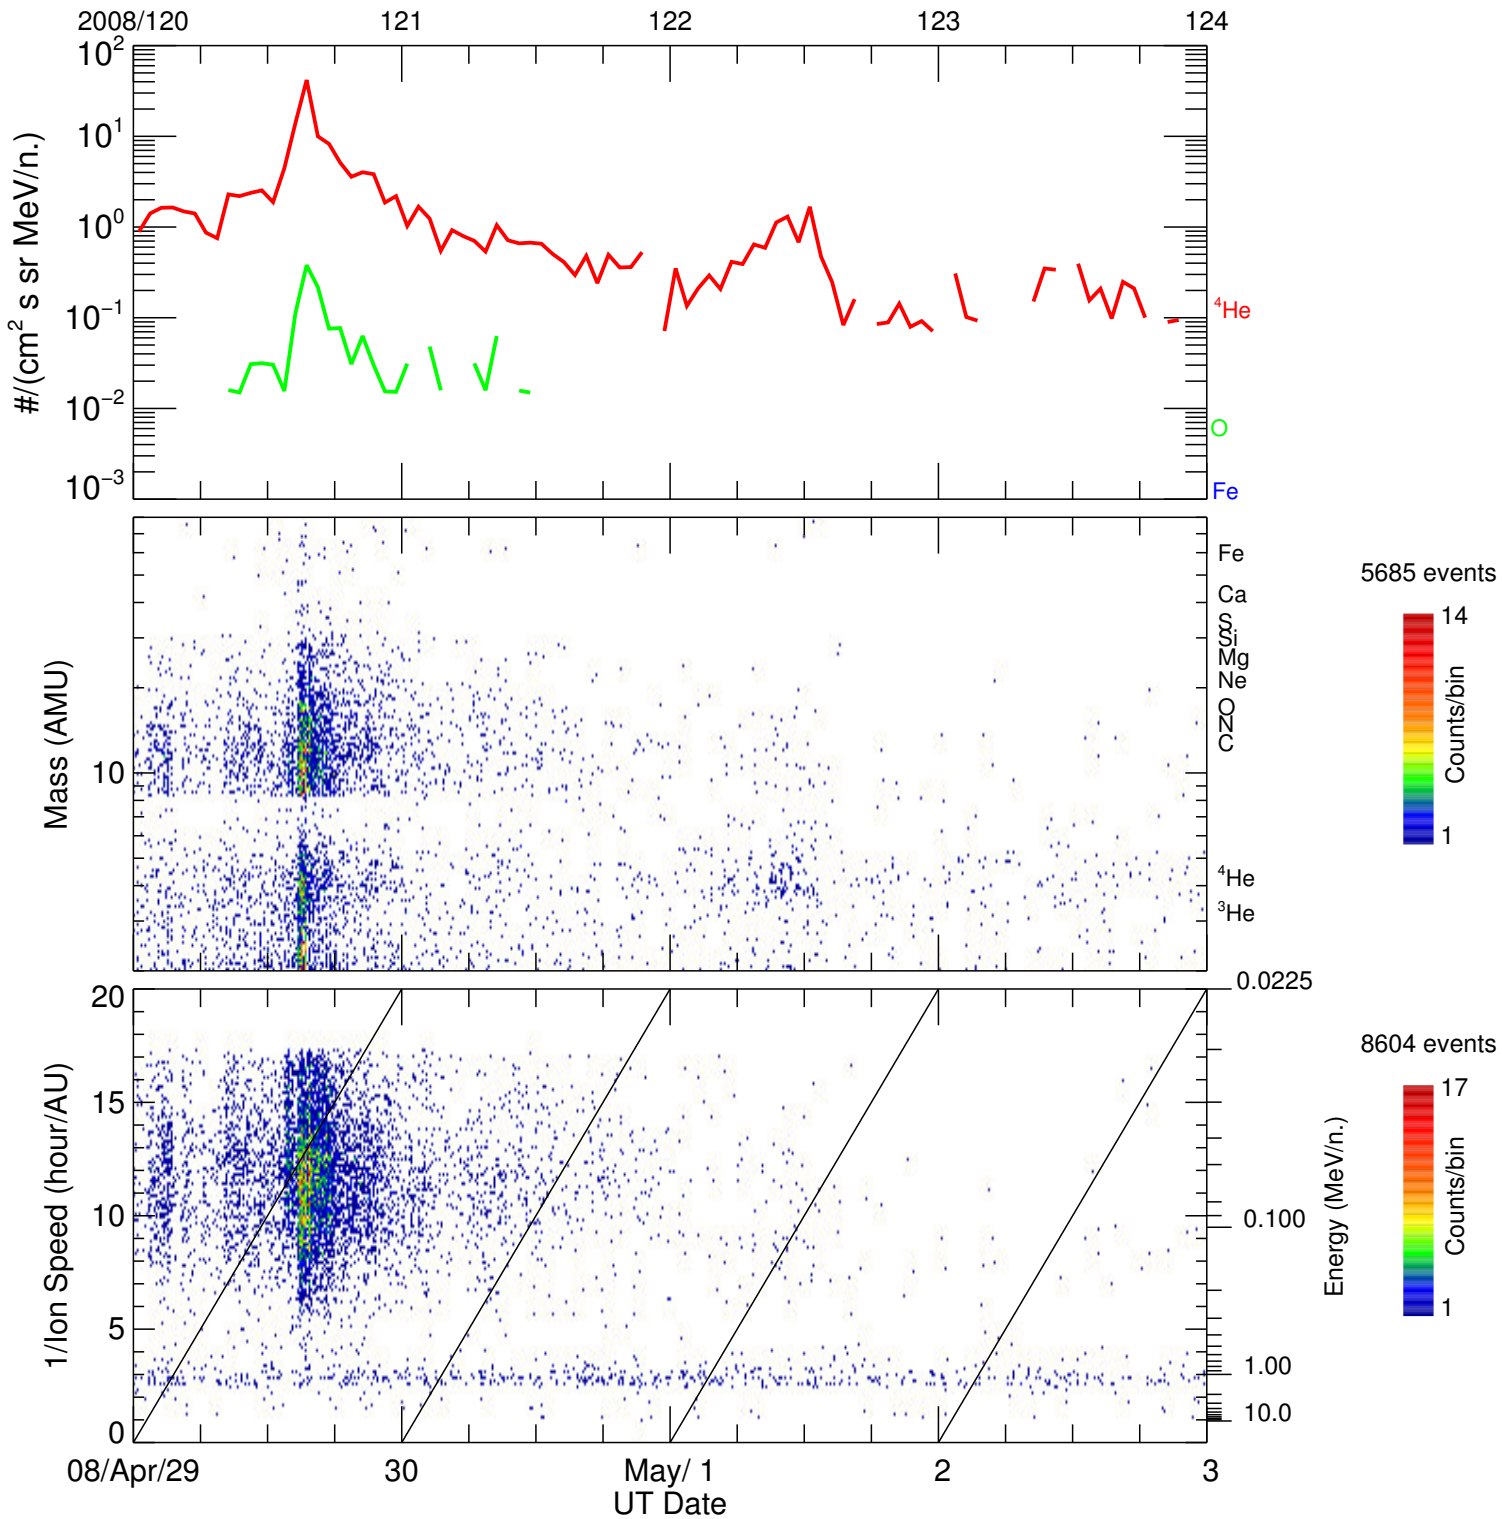 2008/120 121 122 123 124
10² 10¹ 10⁰ 10⁻¹ 10⁻² 10⁻³
#/(cm² s sr MeV/n.)
⁴He
O
Fe
Mass (AMU)
10
Fe
Ca
S
Si
Mg
Ne
O
N
C
⁴He
³He
5685 events
14
Counts/bin
1
1/Ion Speed (hour/AU)
20
15
10
5
0
0.0225
0.100
1.00
10.0
Energy (MeV/n.)
8604 events
17
Counts/bin
1
08/Apr/29 30 May/ 1 2 3
UT Date